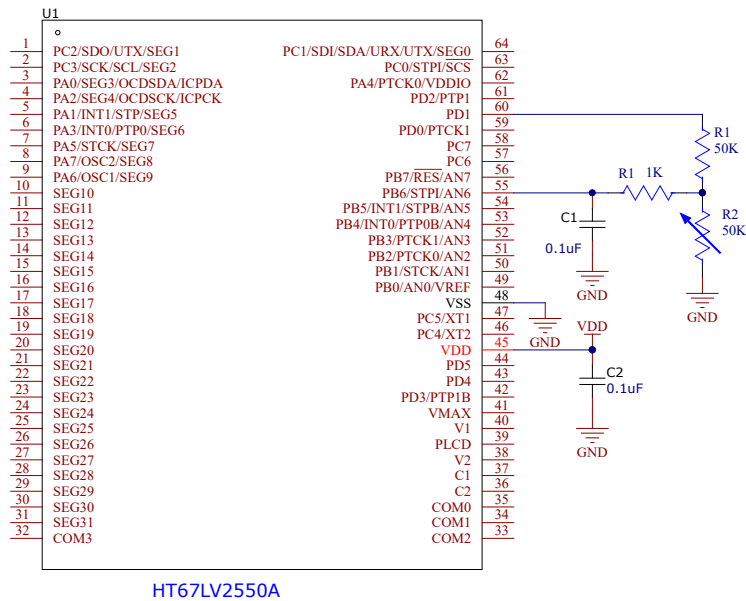 U1
1 PC2/SDO/UTX/SEG1
2 PC3/SCK/SCL/SEG2
3 PA0/SEG3/OCDSDA/ICPDA
4 PA2/SEG4/OCDSCK/ICPCK
5 PA1/INT1/STP/SEG5
6 PA3/INT0/PTP0/SEG6
7 PA5/STCK/SEG7
8 PA7/OSC2/SEG8
9 PA6/OSC1/SEG9
10 SEG10
11 SEG11
12 SEG12
13 SEG13
14 SEG14
15 SEG15
16 SEG16
17 SEG17
18 SEG18
19 SEG19
20 SEG20
21 SEG21
22 SEG22
23 SEG23
24 SEG24
25 SEG25
26 SEG26
27 SEG27
28 SEG28
29 SEG29
30 SEG30
31 SEG31
32 COM3
PC1/SDI/SDA/URX/UTX/SEG0 64
PC0/STPI/SCS 63
PA4/PTCK0/VDDIO 62
PD2/PTP1 61
PD1 60
PD0/PTCK1 59
PC7 58
PC6 57
PB7/RES/AN7 56
PB6/STPI/AN6 55
PB5/INT1/STPB/AN5 54
PB4/INT0/PTP0B/AN4 53
PB3/PTCK1/AN3 52
PB2/PTCK0/AN2 51
PB1/STCK/AN1 50
PB0/AN0/VREF 49
VSS 48
PC5/XT1 47
PC4/XT2 46
VDD 45
PD5 44
PD4 43
PD3/PTP1B 42
VMAX 41
V1 40
PLCD 39
V2 38
C1 37
C2 36
COM0 35
COM1 34
COM2 33
R1
50K
R1 1K
R2
50K
C1
0.1uF
GND
GND
GND
VDD
C2
0.1uF
GND
HT67LV2550A